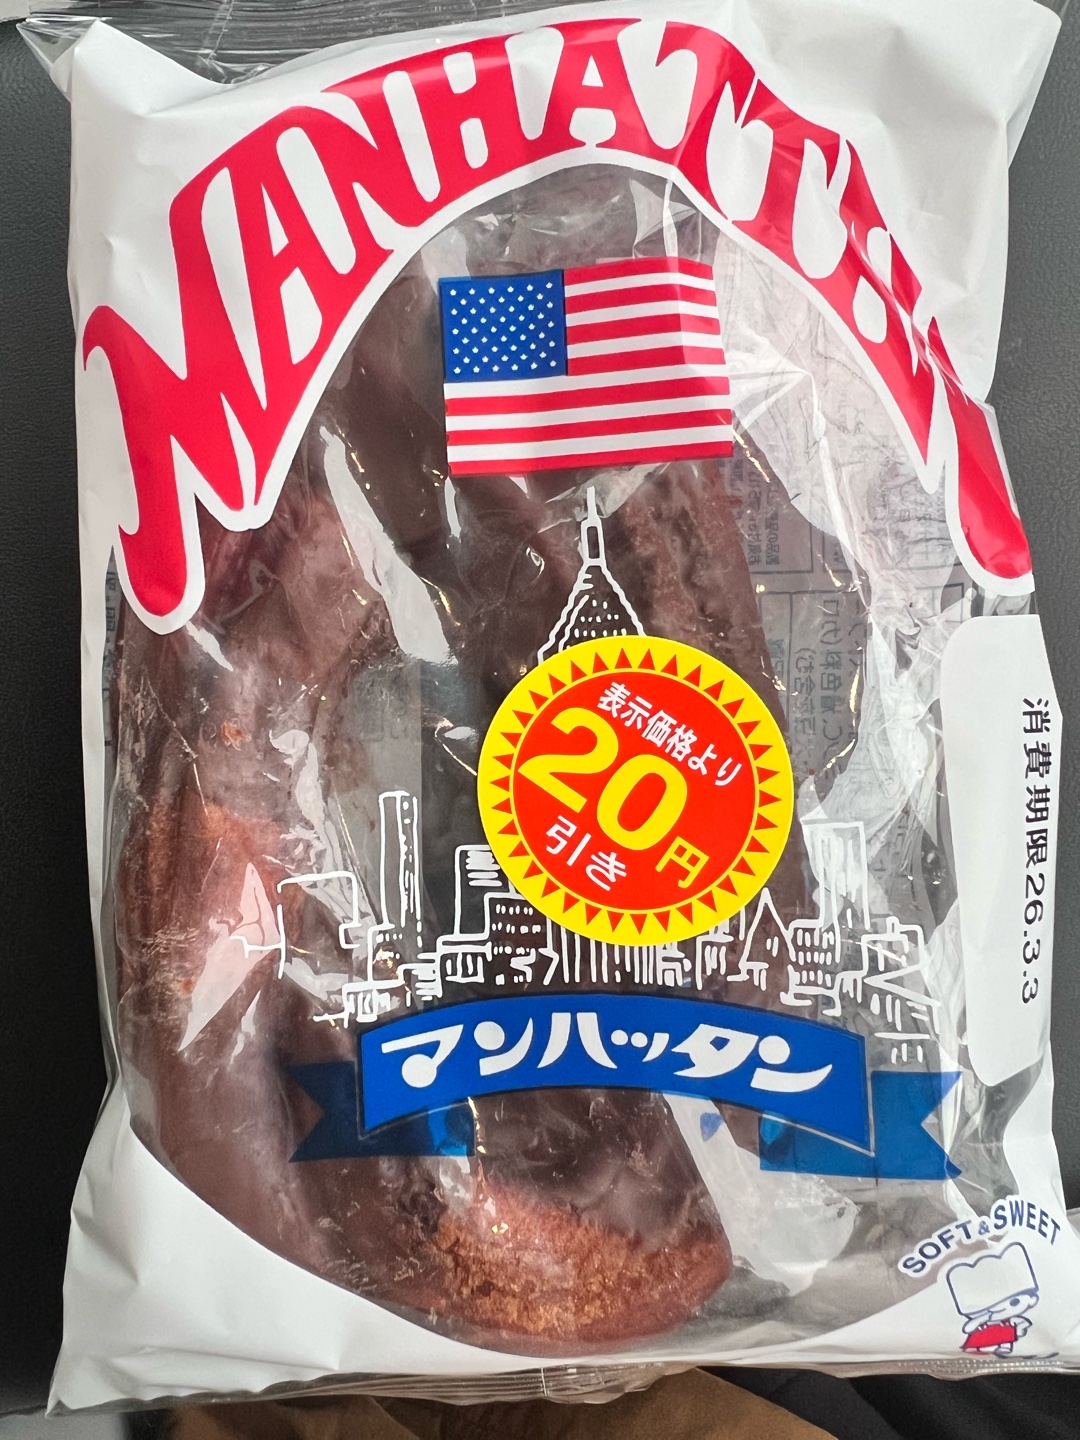 MANHATTAN
表示価格より
20円
引き
マンハッタン
消費期限26.3.3
SOFT&SWEET